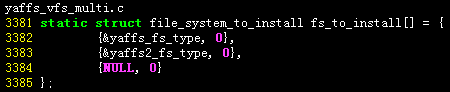 yaffs_vfs_multi.c
3381 static struct file_system_to_install fs_to_install[] = {
3382         {&yaffs_fs_type, 0},
3383         {&yaffs2_fs_type, 0},
3384         {NULL, 0}
3385 };